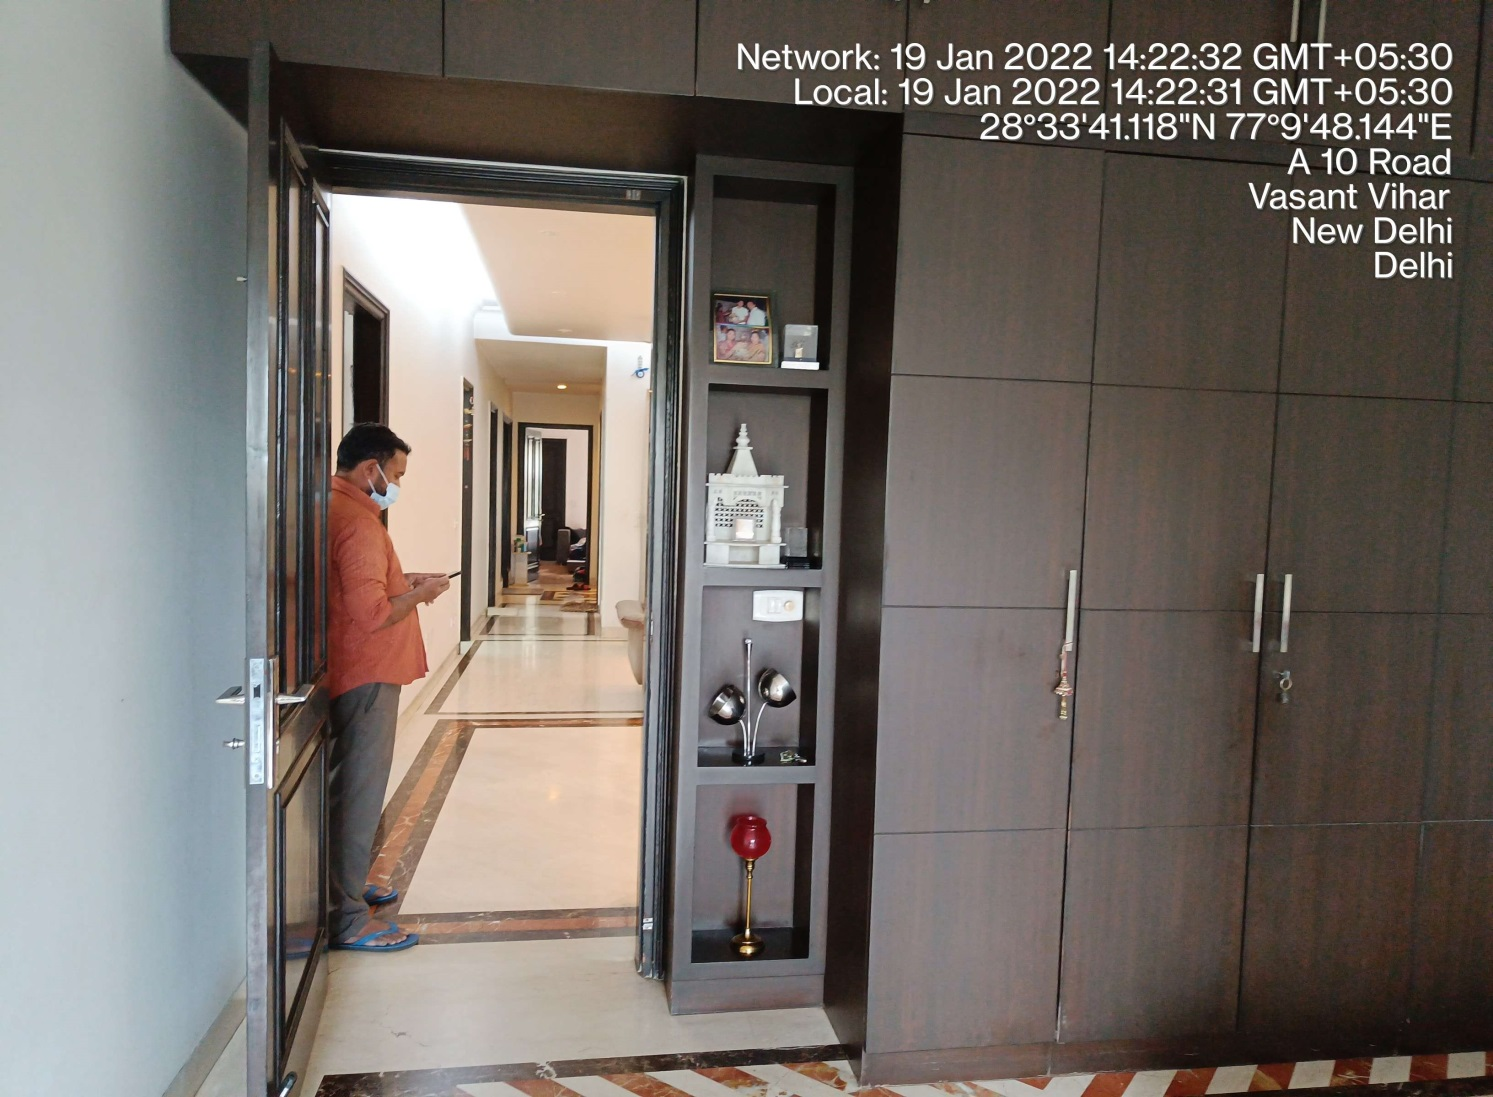 Network: 19 Jan 2022 14:22:32 GMT+05:30
Local: 19 Jan 2022 14:22:31 GMT+05:30
28°33'41.118"N 77°9'48.144"E
A 10 Road
Vasant Vihar
New Delhi
Delhi